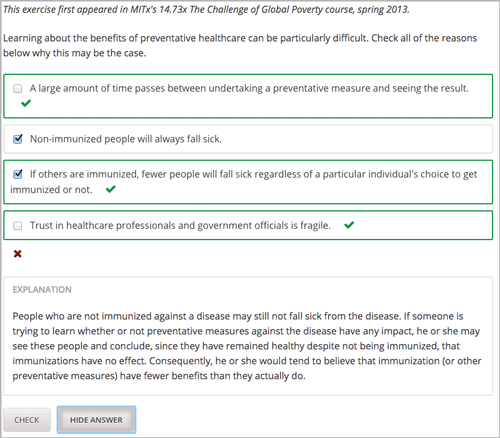 This exercise first appeared in MITx's 14.73x The Challenge of Global Poverty course, spring 2013.
Learning about the benefits of preventative healthcare can be particularly difficult. Check all of the reasons
below why this may be the case.
A large amount of time passes between undertaking a preventative measure and seeing the result.
Non-immunized people will always fall sick.
If others are immunized, fewer people will fall sick regardless of a particular individual's choice to get
immunized or not.
Trust in healthcare professionals and government officials is fragile.
EXPLANATION
People who are not immunized against a disease may still not fall sick from the disease. If someone is
trying to learn whether or not preventative measures against the disease have any impact, he or she may
see these people and conclude, since they have remained healthy despite not being immunized, that
immunizations have no effect. Consequently, he or she would tend to believe that immunization (or other
preventative measures) have fewer benefits than they actually do.
CHECK
HIDE ANSWER